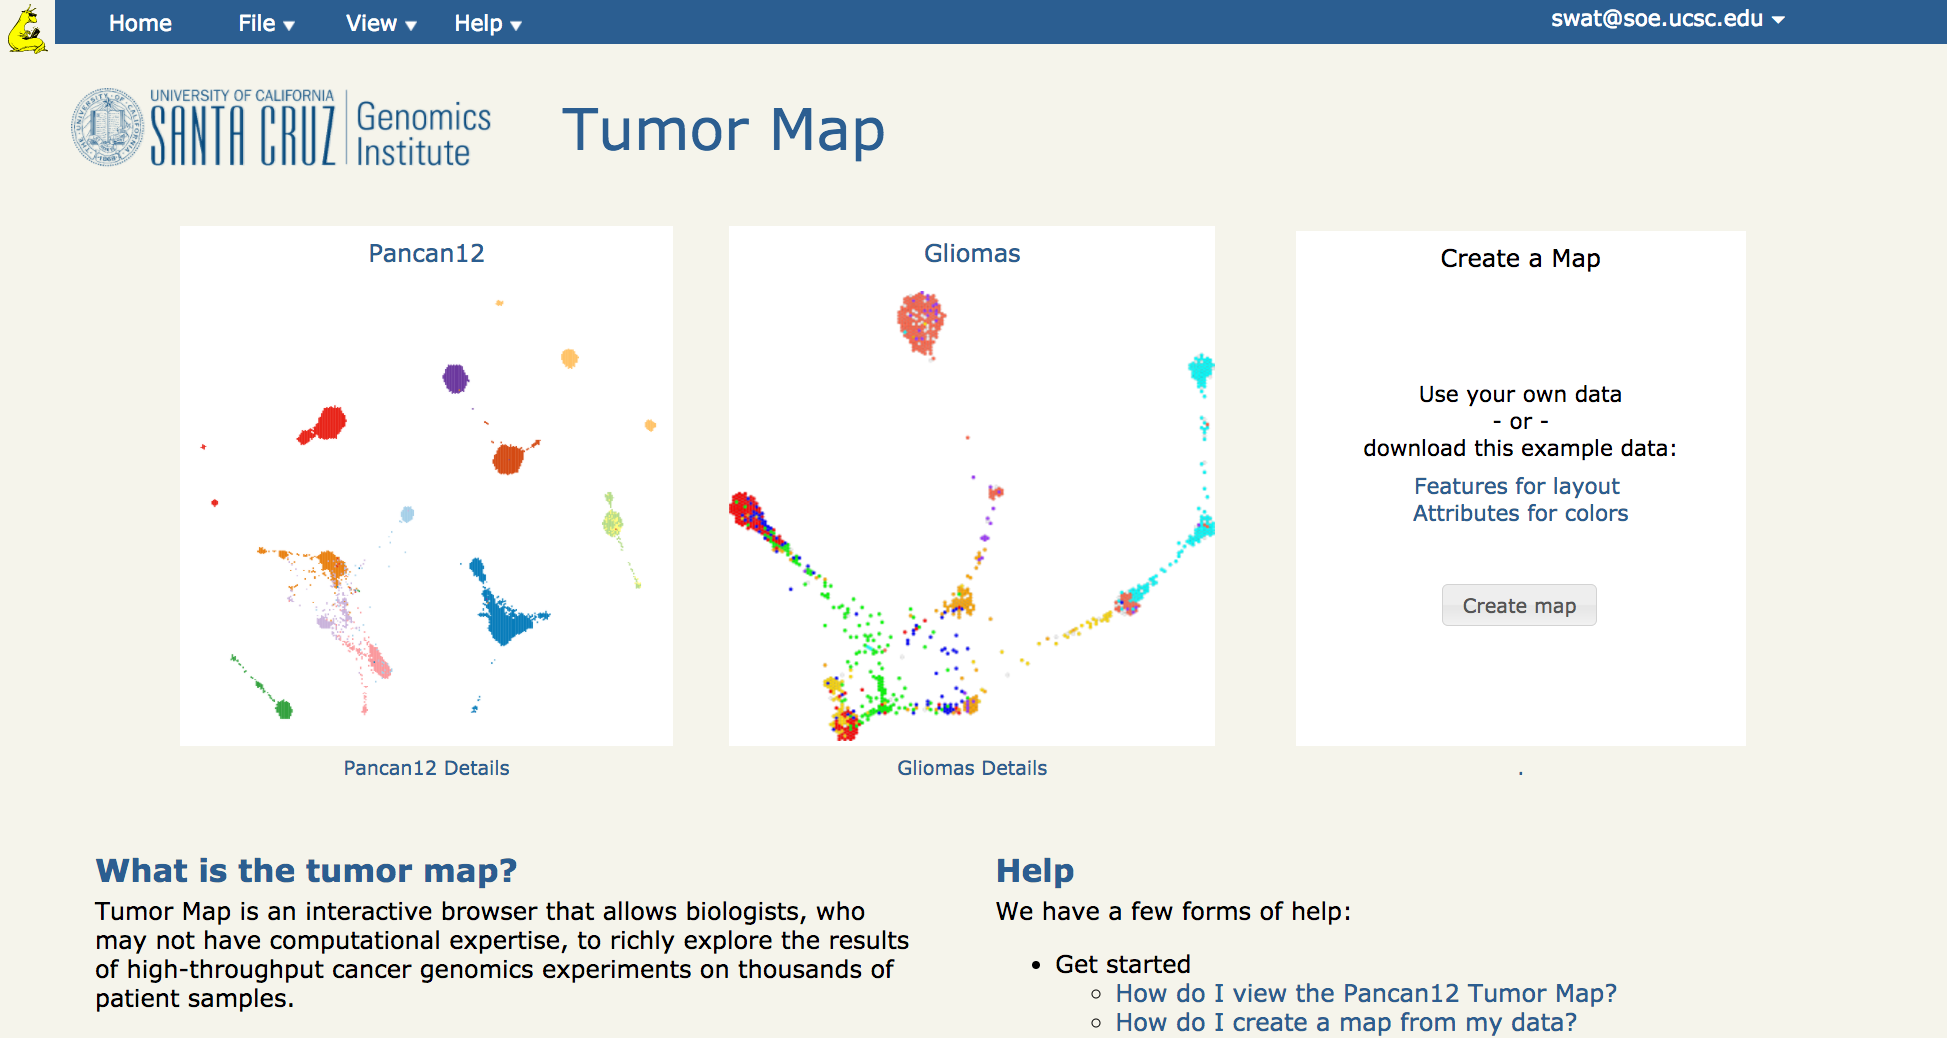 Home File ▼ View ▼ Help ▼ swat@soe.ucsc.edu ▼
UNIVERSITY OF CALIFORNIA
SANTA CRUZ
Genomics
Institute
Tumor Map
Pancan12
Gliomas
Create a Map
Use your own data
- or -
download this example data:
Features for layout
Attributes for colors
Create map
Pancan12 Details
Gliomas Details
.
What is the tumor map?
Tumor Map is an interactive browser that allows biologists, who
may not have computational expertise, to richly explore the results
of high-throughput cancer genomics experiments on thousands of
patient samples.
Help
We have a few forms of help:
• Get started
◦ How do I view the Pancan12 Tumor Map?
◦ How do I create a map from my data?